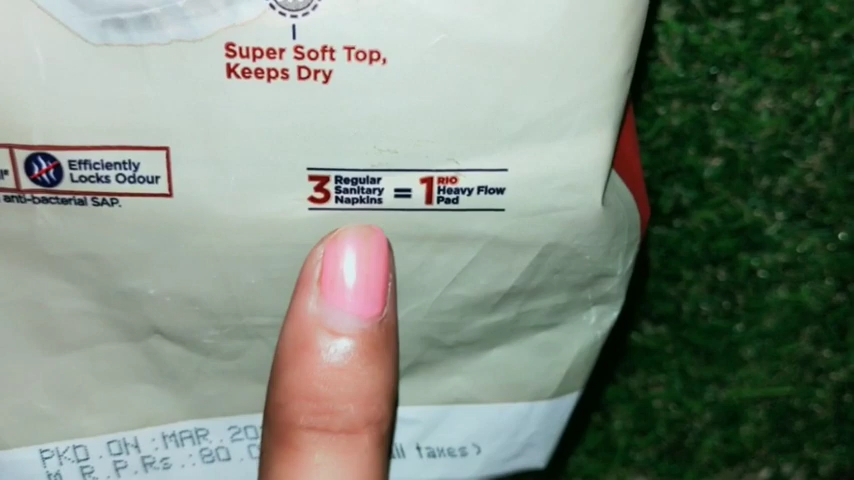 Super Soft Top,
Keeps Dry
Efficiently
Locks Odour
anti-bacterial SAP.
3 Regular Sanitary Napkins = 1 RIO Heavy Flow Pad
PKD. ON :MAR. 20
M.R.P.Rs.:80.0
taxes)